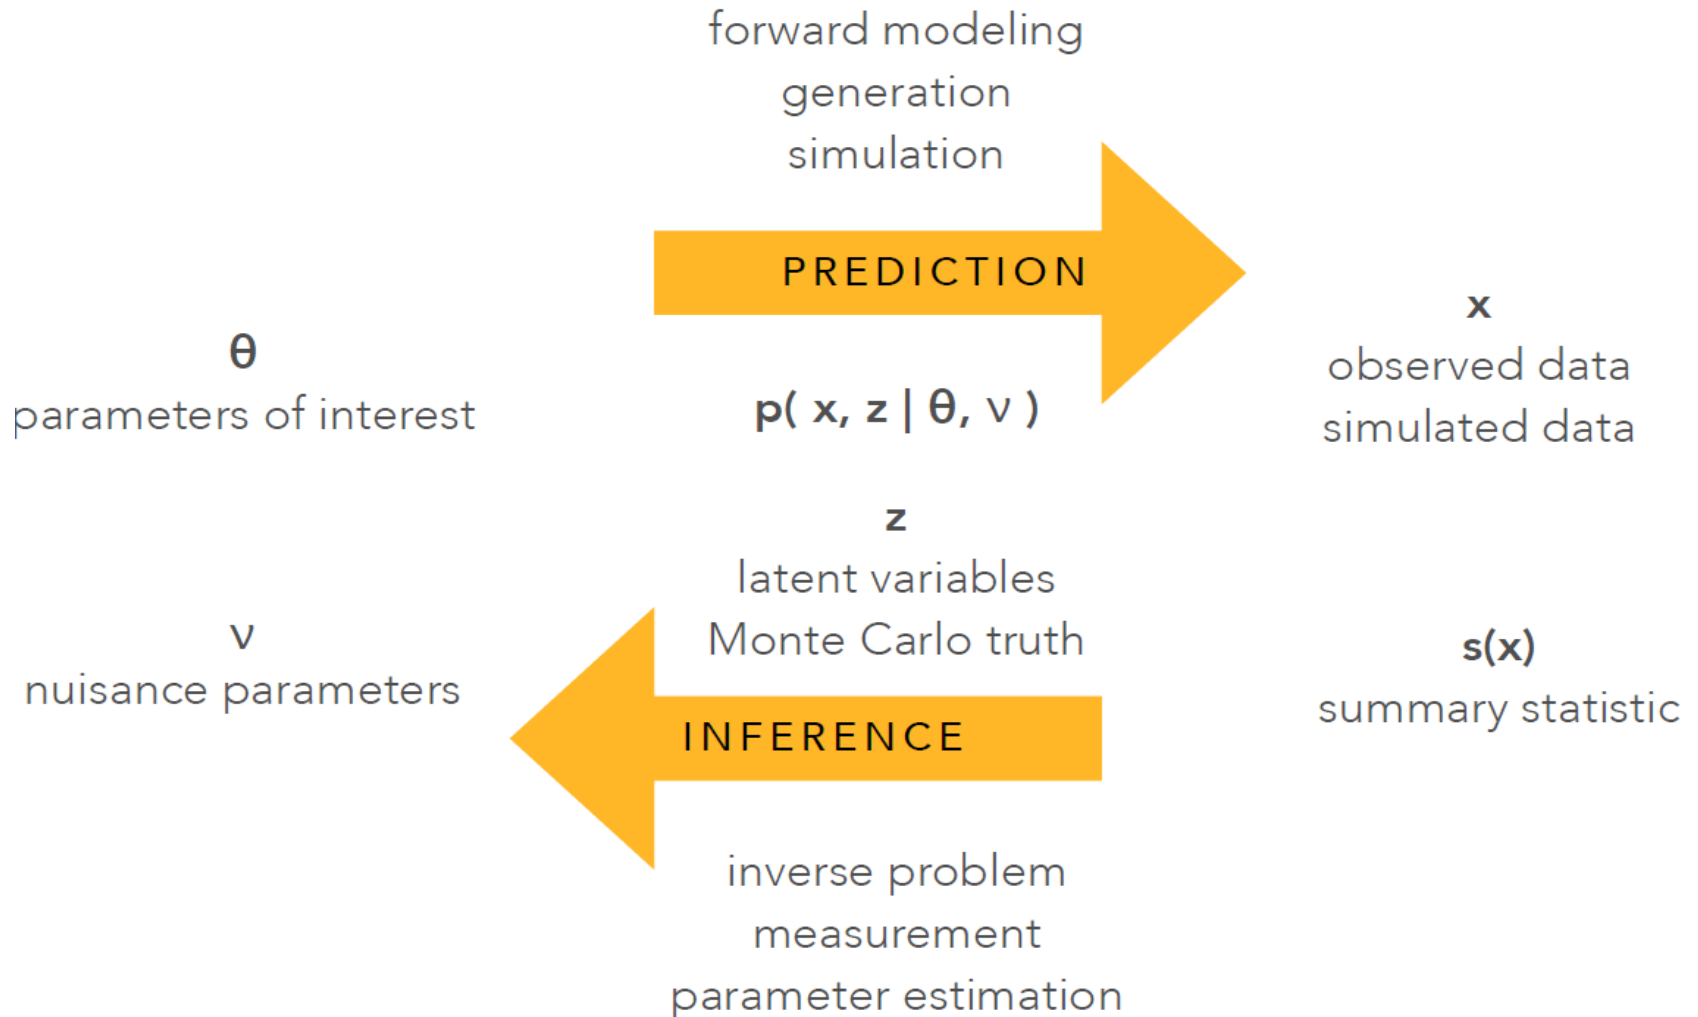 forward modeling
generation
simulation
PREDICTION
θ
parameters of interest
p( x, z | θ, ν )
x
observed data
simulated data
z
latent variables
Monte Carlo truth
ν
nuisance parameters
s(x)
summary statistic
INFERENCE
inverse problem
measurement
parameter estimation